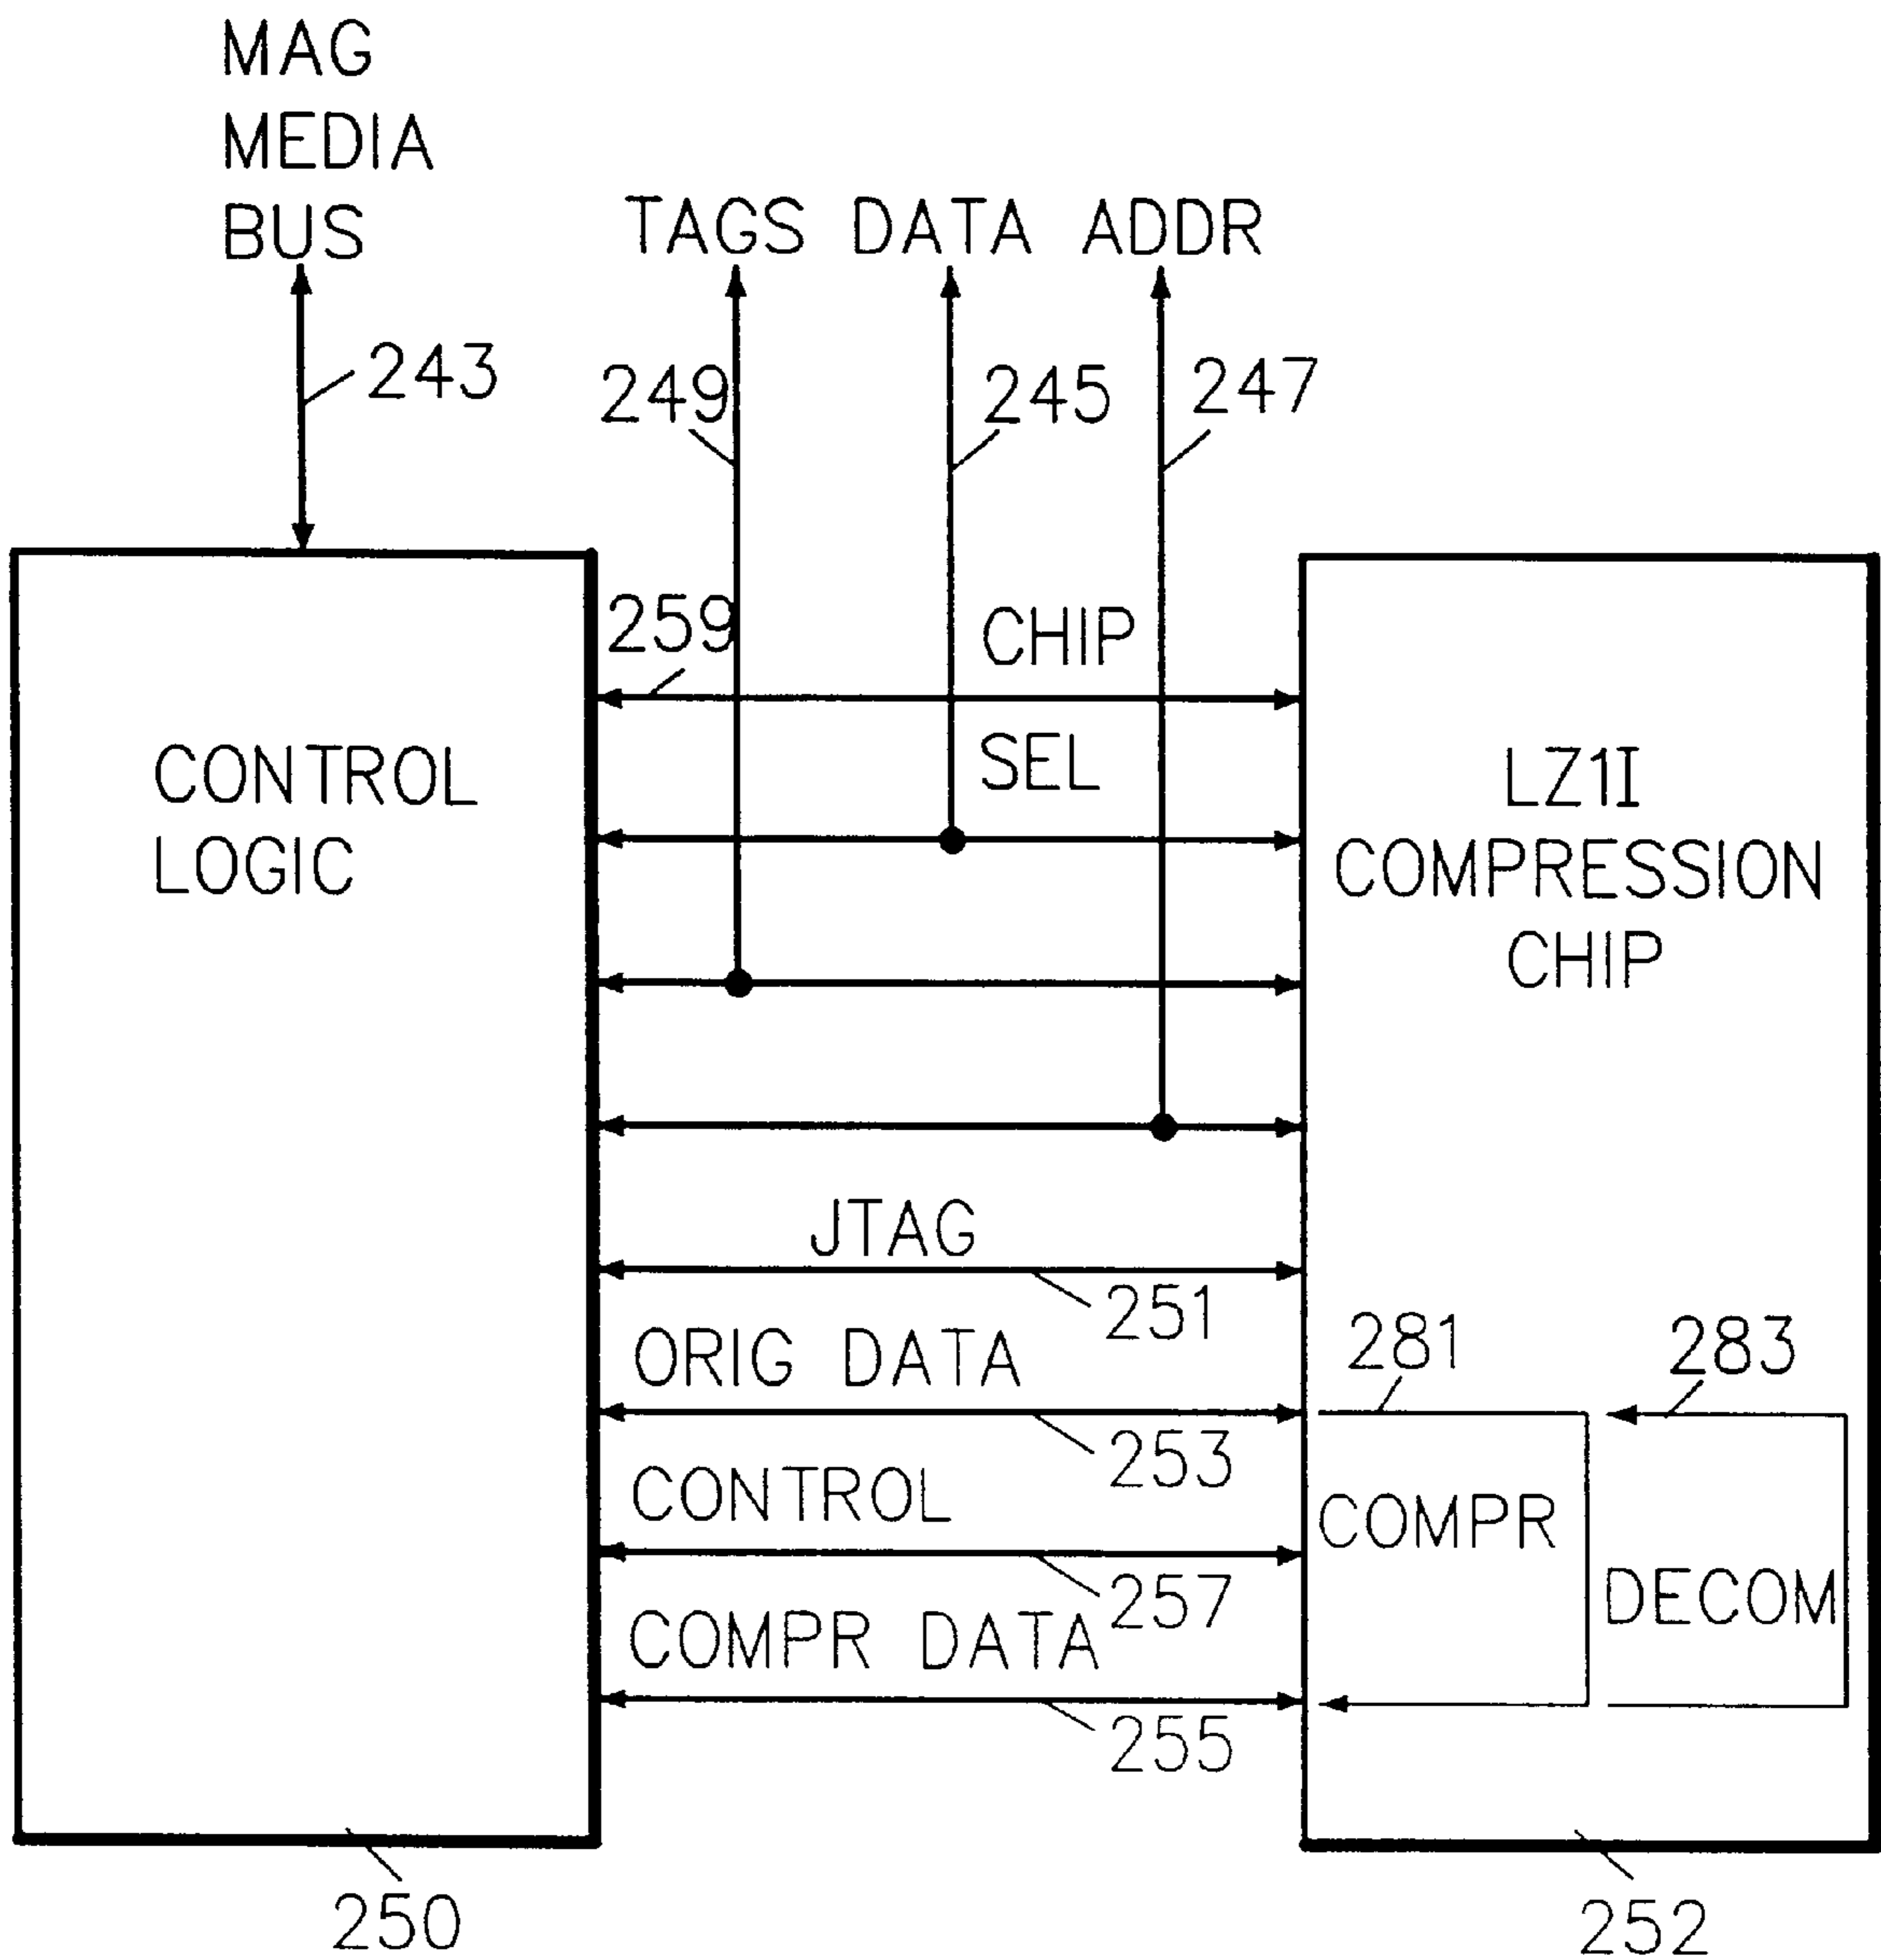 MAG
MEDIA
BUS
TAGS DATA ADDR
243
249
245
247
259
CHIP
SEL
CONTROL
LOGIC
LZ1I
COMPRESSION
CHIP
JTAG
251
ORIG DATA
253
281
283
CONTROL
257
COMPR
DECOM
COMPR DATA
255
250
252